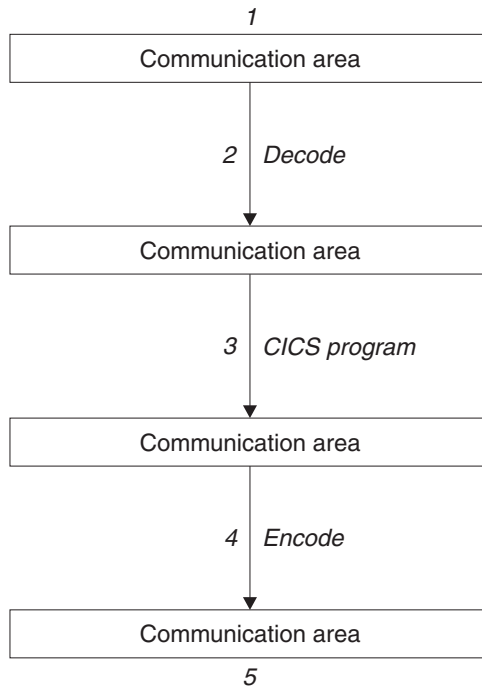 1
Communication area
2 Decode
Communication area
3 CICS program
Communication area
4 Encode
Communication area
5